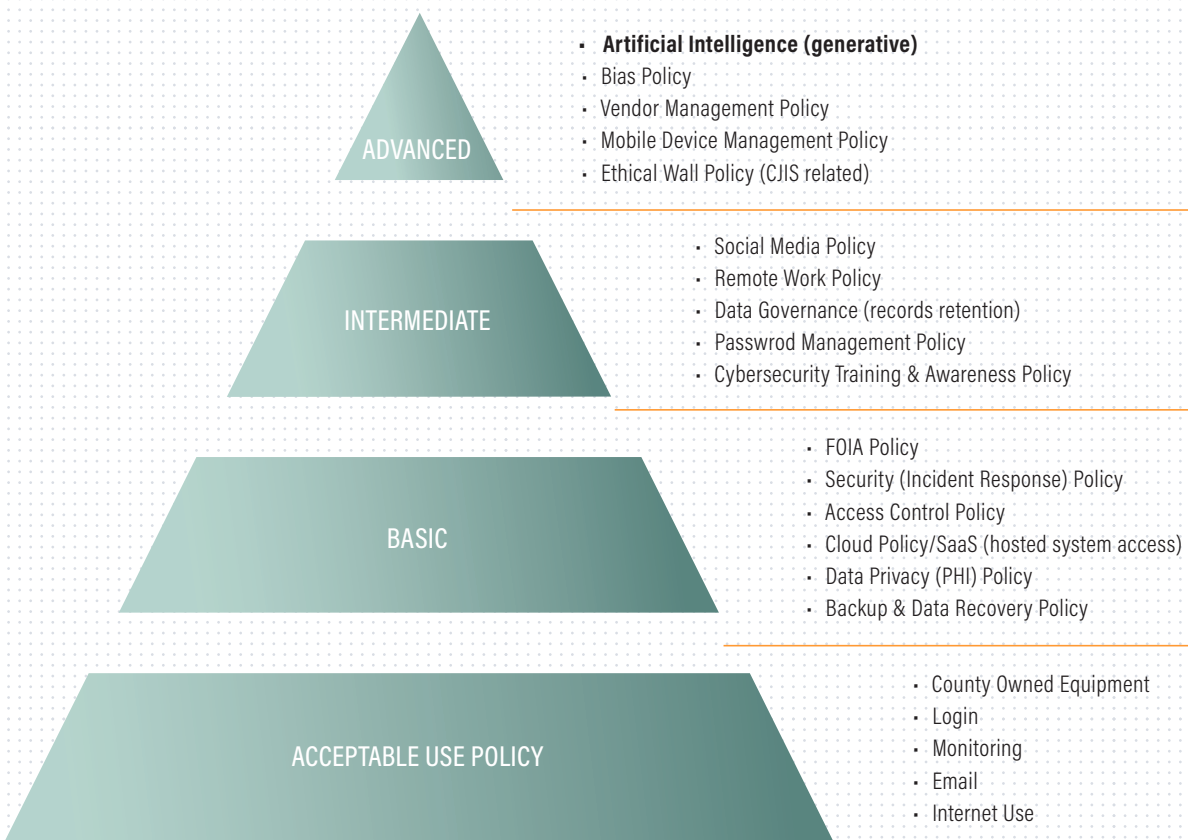 ADVANCED
▪ Artificial Intelligence (generative)
▪ Bias Policy
▪ Vendor Management Policy
▪ Mobile Device Management Policy
▪ Ethical Wall Policy (CJIS related)
INTERMEDIATE
▪ Social Media Policy
▪ Remote Work Policy
▪ Data Governance (records retention)
▪ Passwrod Management Policy
▪ Cybersecurity Training & Awareness Policy
BASIC
▪ FOIA Policy
▪ Security (Incident Response) Policy
▪ Access Control Policy
▪ Cloud Policy/SaaS (hosted system access)
▪ Data Privacy (PHI) Policy
▪ Backup & Data Recovery Policy
ACCEPTABLE USE POLICY
▪ County Owned Equipment
▪ Login
▪ Monitoring
▪ Email
▪ Internet Use